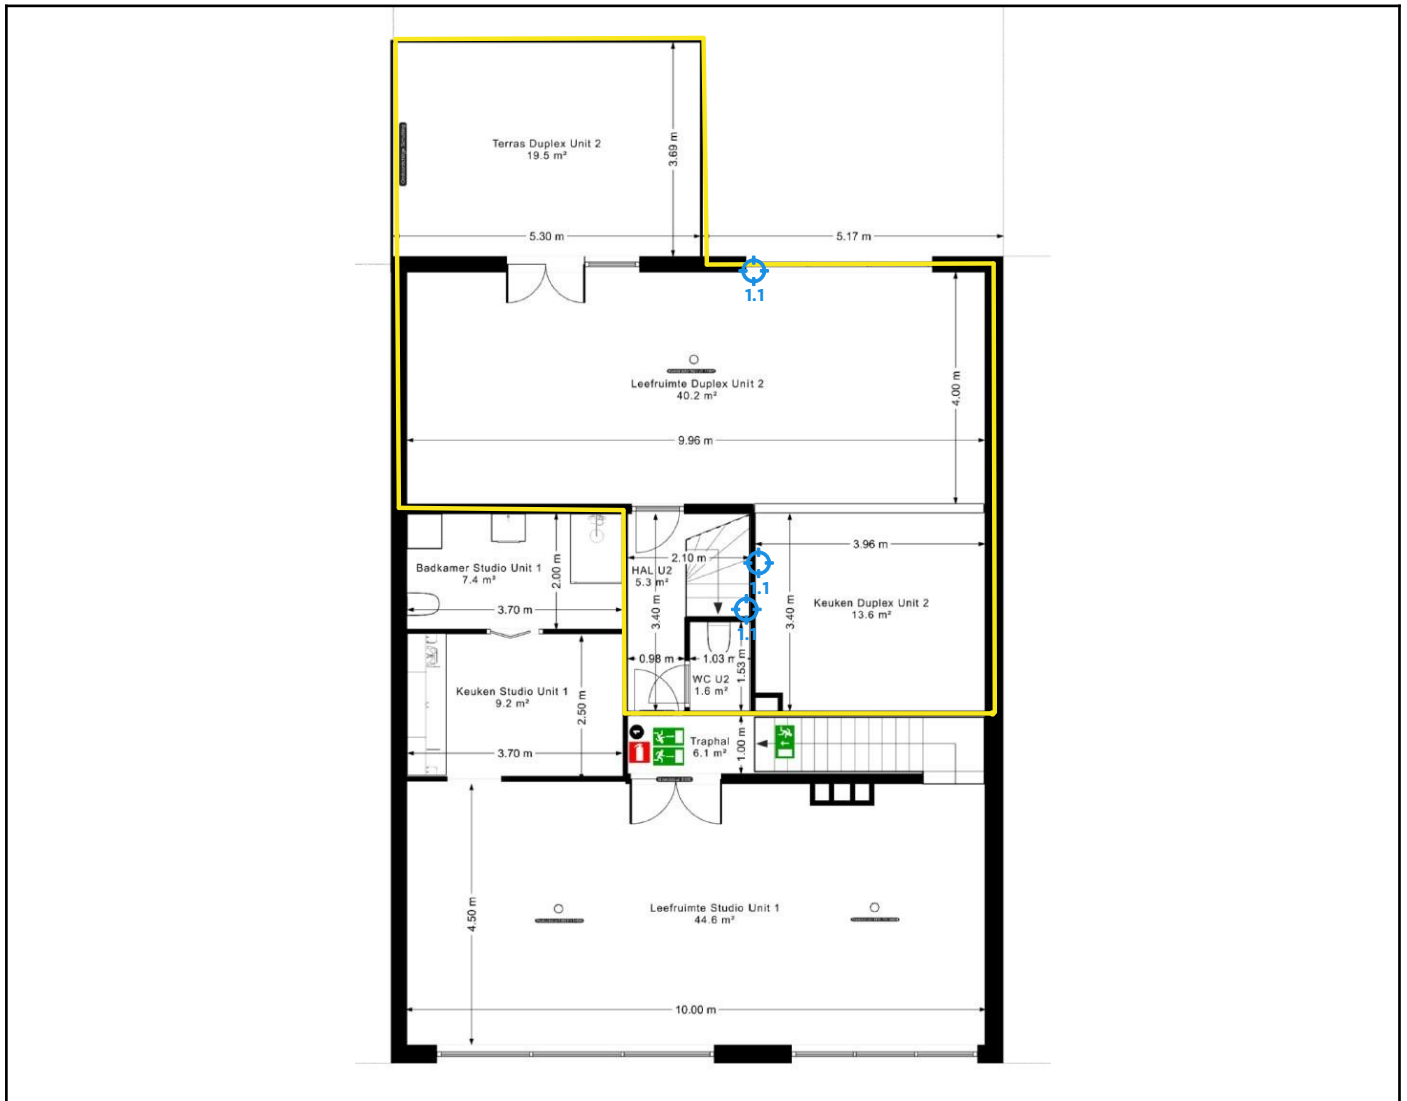 Terras Duplex Unit 2
19.5 m²
3.69 m
5.30 m
5.17 m
1.1
Leefruimte Duplex Unit 2
40.2 m²
4.00 m
9.96 m
Badkamer Studio Unit 1
7.4 m²
2.00 m
3.70 m
HAL U2
5.3 m²
2.10 m
3.40 m
1.1
1.1
3.96 m
3.40 m
Keuken Duplex Unit 2
13.6 m²
0.98 m
1.03 m
1.53 m
WC U2
1.6 m²
Keuken Studio Unit 1
9.2 m²
2.50 m
3.70 m
Traphal
6.1 m²
1.00 m
4.50 m
Leefruimte Studio Unit 1
44.6 m²
10.00 m